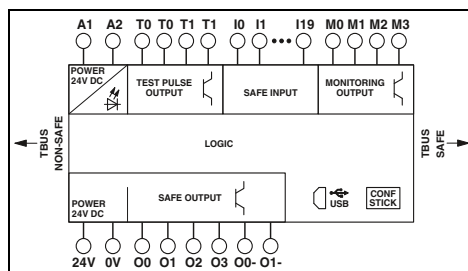 A1 A2 T0 T0 T1 T1 I0 I1 ••• I19 M0 M1 M2 M3
POWER
24V DC
TEST PULSE
OUTPUT
SAFE INPUT
MONITORING
OUTPUT
TBUS
NON-SAFE
LOGIC
TBUS
SAFE
POWER
24V DC
SAFE OUTPUT
USB
CONF
STICK
24V 0V O0 O1 O2 O3 O0- O1-